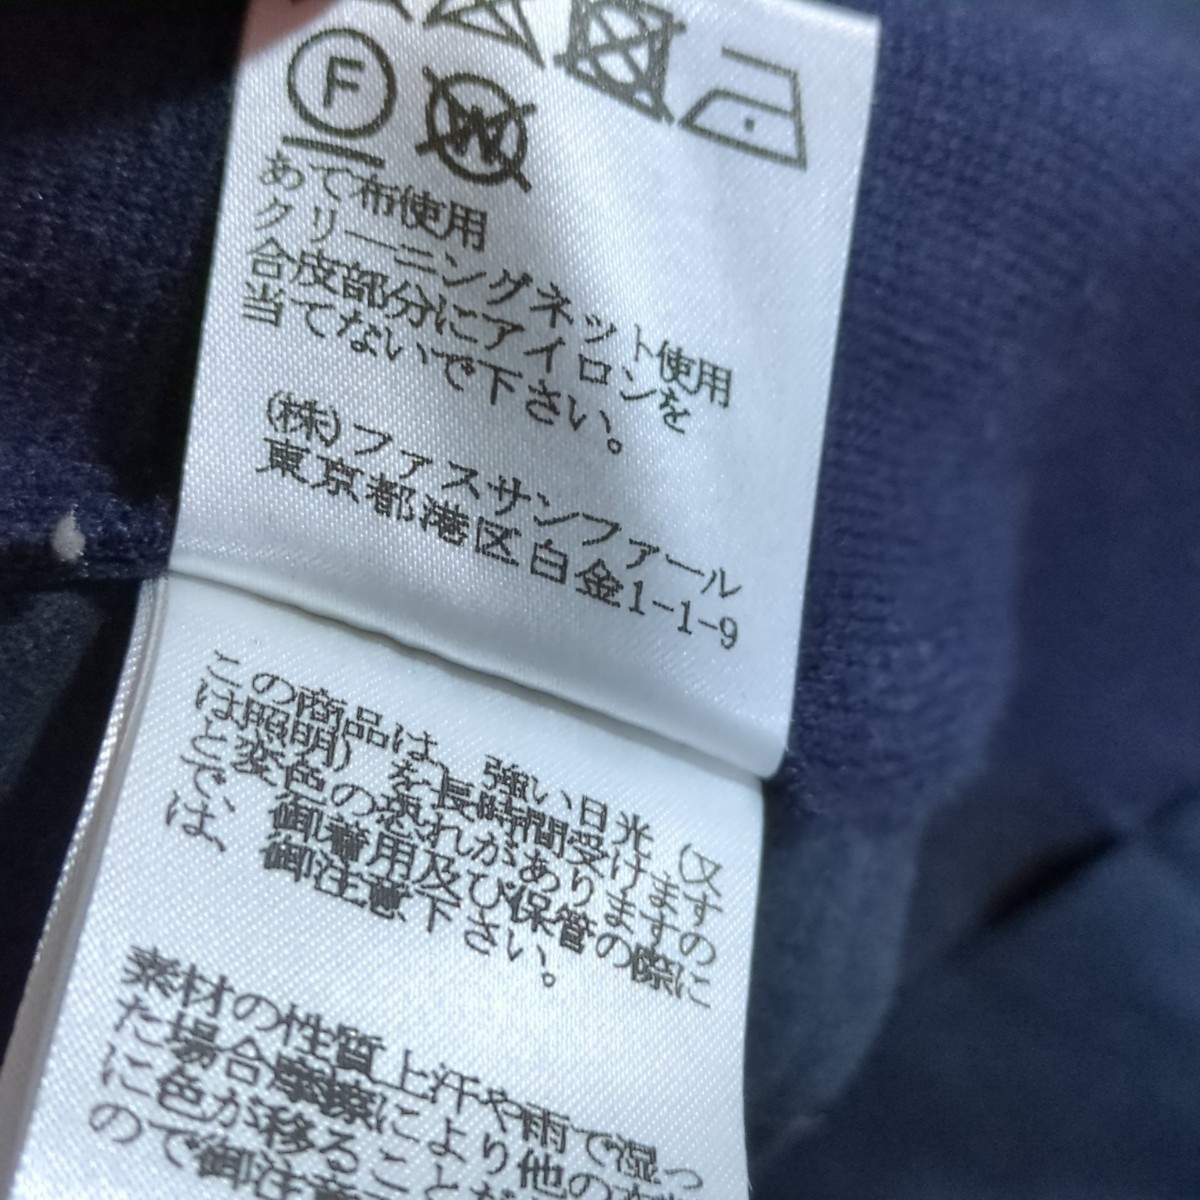 F
W
あて布使用
クリーニングネット使用
合皮部分にアイロンを
当てないで下さい。
(株)ファスサンファール
東京都港区白金1-1-9
この商品は、強い日光(又
は照明)を長時間受けます
と変色の恐れがありますの
で、御着用及び保管の際に
は、御注意下さい。
素材の性質上汗や雨で湿っ
た場合摩擦により他の
に色が移ることが
ので御注意